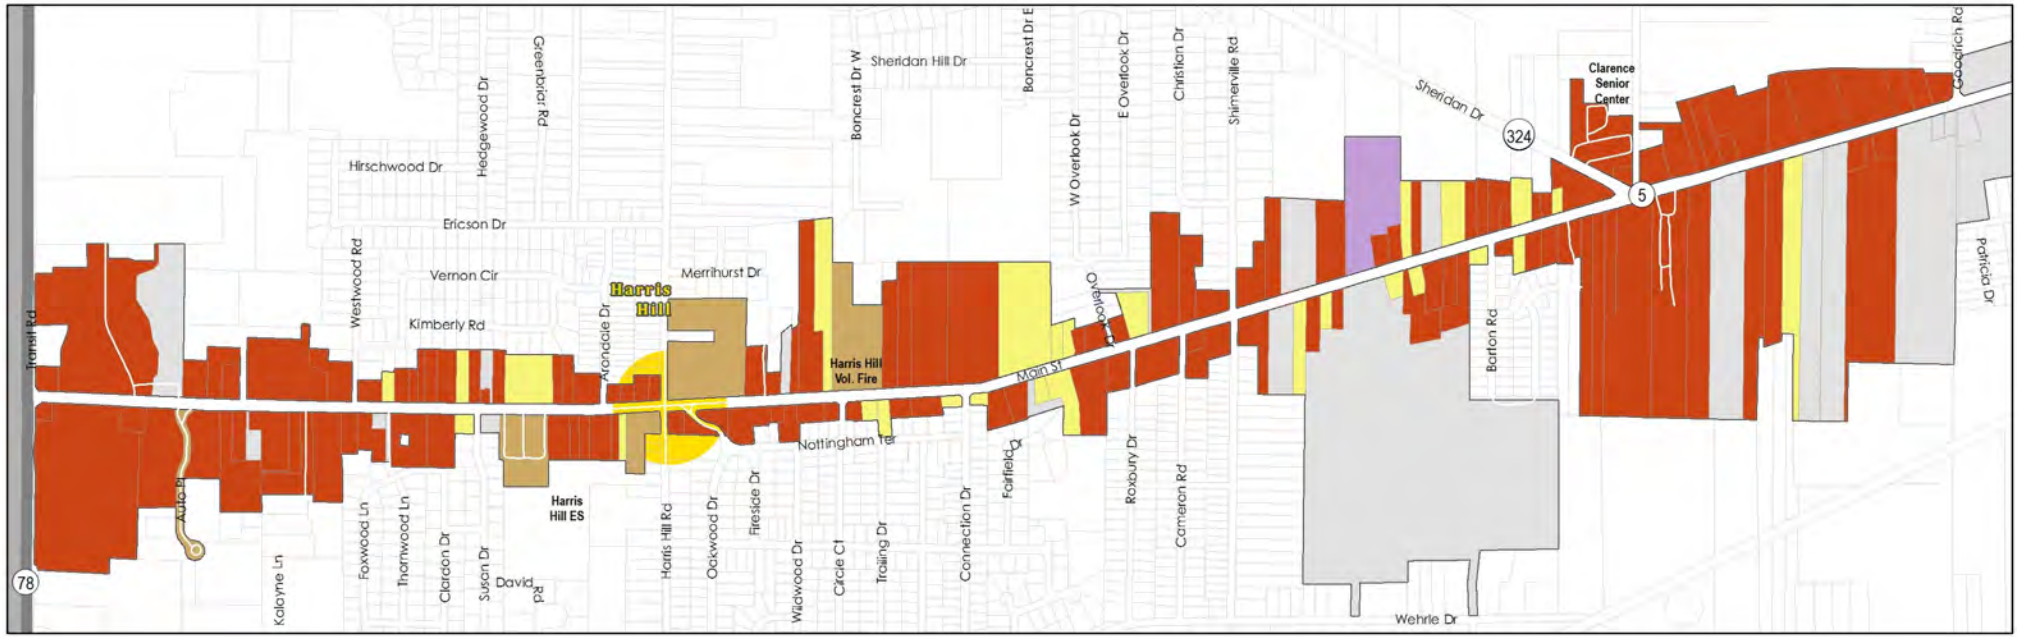 Greenbriar Rd
Hedgewood Dr
Hirschwood Dr
Ericson Dr
Westwood Rd
Vernon Cir
Kimberly Rd
Transit Rd
Arondale Dr
Harris
Hill
Merrihurst Dr
Boncrest Dr W
Sheridan Hill Dr
Boncrest Dr E
E Overlook Dr
W Overlook Dr
Christian Dr
Shimerville Rd
Sheridan Dr
324
Clarence
Senior
Center
5
Goodrich Rd
Patricia Dr
Overlook Dr
Main St
Harris Hill
Vol. Fire
Nottingham Ter
Barton Rd
Auto Pl
Harris
Hill ES
Kalayne Ln
Foxwood Ln
Thornwood Ln
Clardon Dr
Susan Dr
David
Rd
Harris Hill Rd
Ockwood Dr
Fireside Dr
Wildwood Dr
Circle Ct
Trailing Dr
Connection Dr
Fairfield Dr
Roxbury Dr
Cameron Rd
Wehrle Dr
78